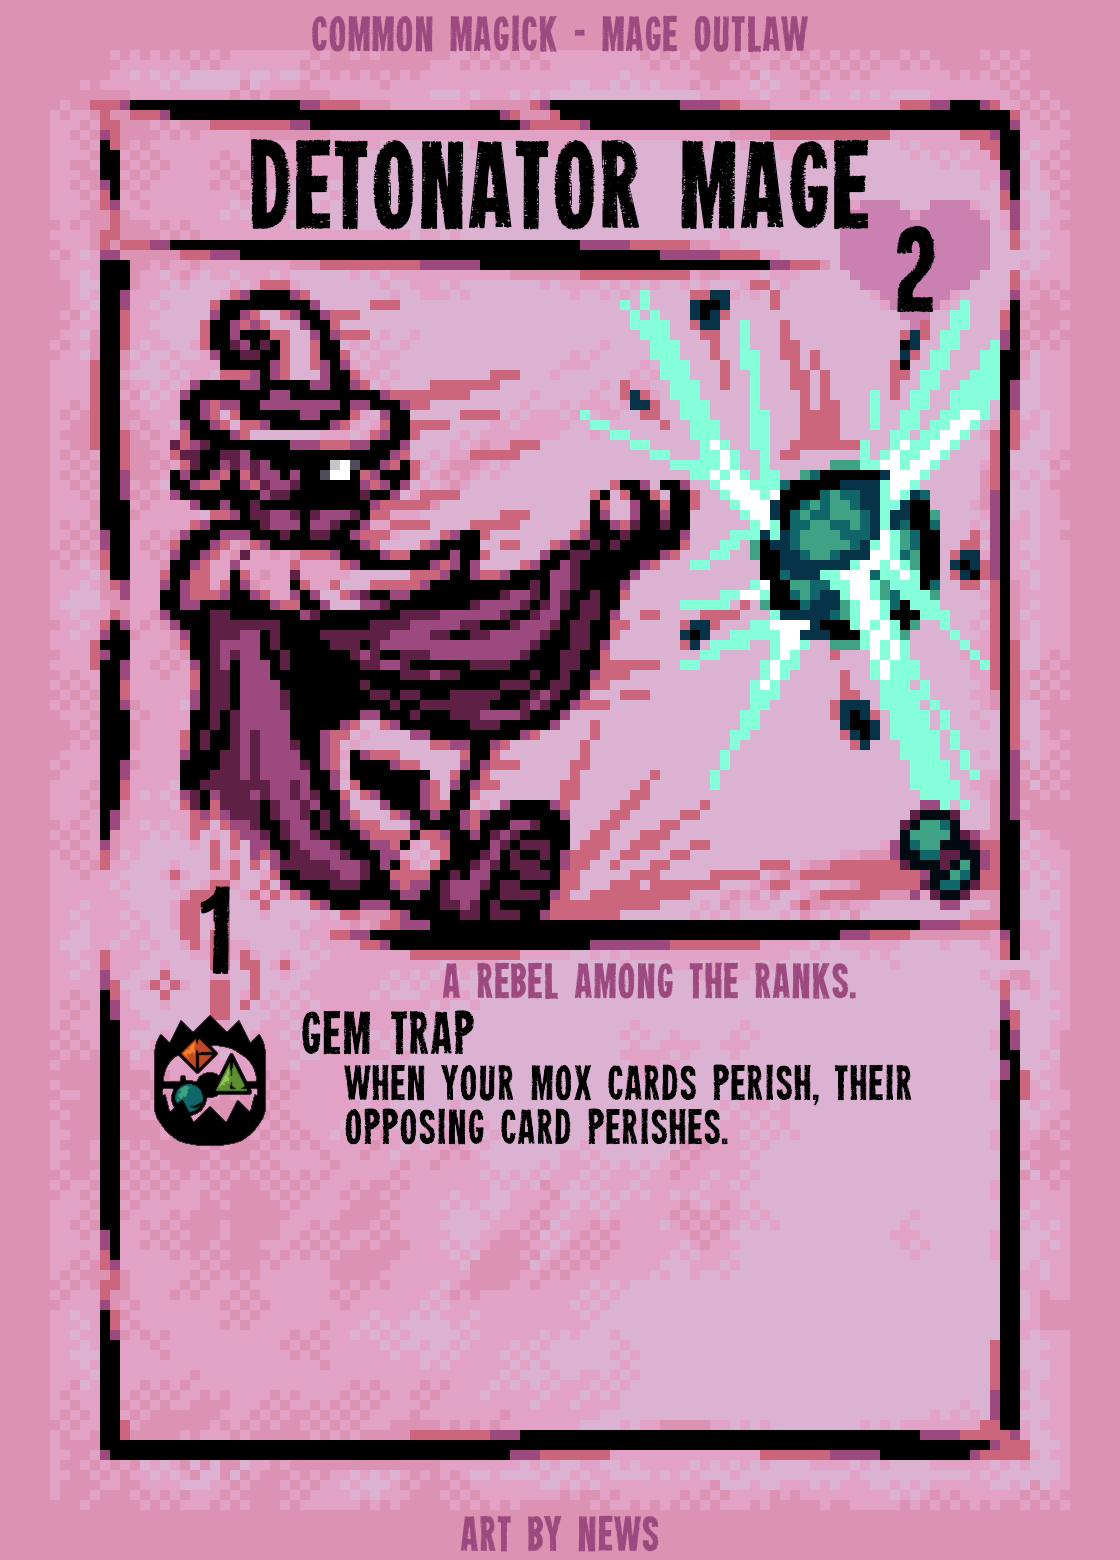 COMMON MAGICK - MAGE OUTLAW
DETONATOR MAGE
2
1
A REBEL AMONG THE RANKS.
GEM TRAP
WHEN YOUR MOX CARDS PERISH, THEIR
OPPOSING CARD PERISHES.
ART BY NEWS